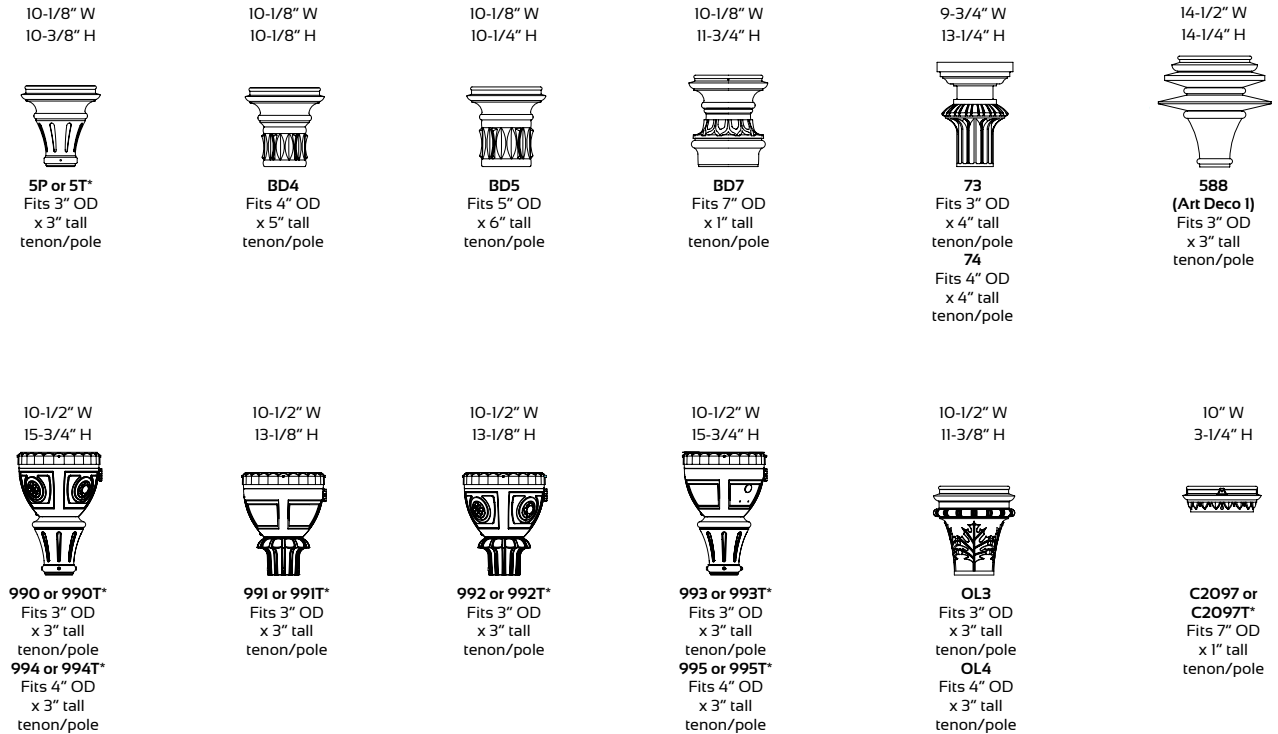 10-1/8” W
10-3/8” H
5P or 5T*
Fits 3” OD
x 3” tall
tenon/pole
10-1/8” W
10-1/8” H
BD4
Fits 4” OD
x 5” tall
tenon/pole
10-1/8” W
10-1/4” H
BD5
Fits 5” OD
x 6” tall
tenon/pole
10-1/8” W
11-3/4” H
BD7
Fits 7” OD
x 1” tall
tenon/pole
9-3/4” W
13-1/4” H
73
Fits 3” OD
x 4” tall
tenon/pole
74
Fits 4” OD
x 4” tall
tenon/pole
14-1/2” W
14-1/4” H
588
(Art Deco 1)
Fits 3” OD
x 3” tall
tenon/pole
10-1/2” W
15-3/4” H
990 or 990T*
Fits 3” OD
x 3” tall
tenon/pole
994 or 994T*
Fits 4” OD
x 3” tall
tenon/pole
10-1/2” W
13-1/8” H
991 or 991T*
Fits 3” OD
x 3” tall
tenon/pole
10-1/2” W
13-1/8” H
992 or 992T*
Fits 3” OD
x 3” tall
tenon/pole
10-1/2” W
15-3/4” H
993 or 993T*
Fits 3” OD
x 3” tall
tenon/pole
995 or 995T*
Fits 4” OD
x 3” tall
tenon/pole
10-1/2” W
11-3/8” H
OL3
Fits 3” OD
x 3” tall
tenon/pole
OL4
Fits 4” OD
x 3” tall
tenon/pole
10” W
3-1/4” H
C2097 or
C2097T*
Fits 7” OD
x 1” tall
tenon/pole